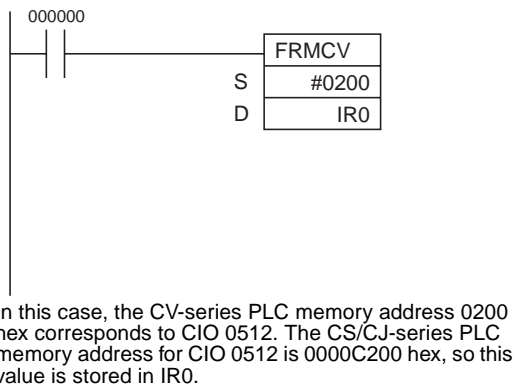 000000
FRMCV
S #0200
D IR0
n this case, the CV-series PLC memory address 0200
hex corresponds to CIO 0512. The CS/CJ-series PLC
memory address for CIO 0512 is 0000C200 hex, so this
value is stored in IR0.